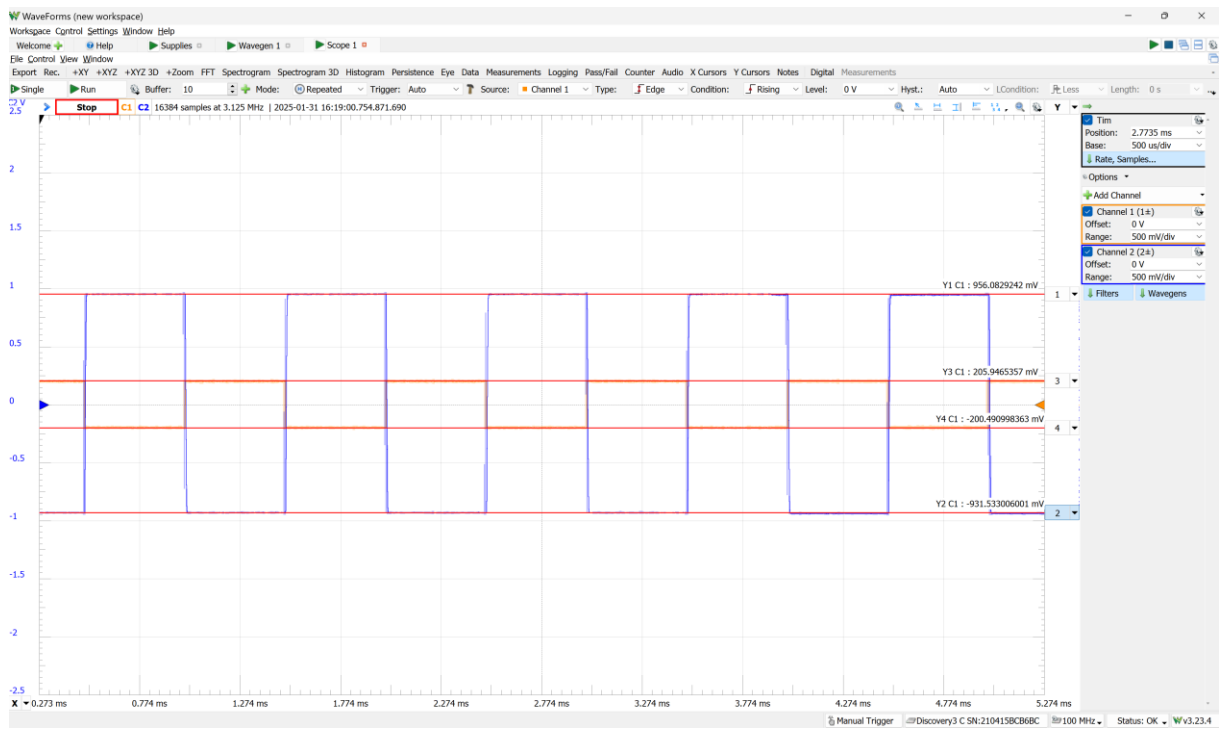 WaveForms (new workspace)
Workspace Control Settings Window Help
Welcome Help Supplies Wavegen 1 Scope 1
File Control View Window
Export Rec. +XY +XYZ +XYZ 3D +Zoom FFT Spectrogram Spectrogram 3D Histogram Persistence Eye Data Measurements Logging Pass/Fail Counter Audio X Cursors Y Cursors Notes Digital Measurements
Single Run Buffer: 10 Mode: Repeated Trigger: Auto Source: Channel 1 Type: Edge Condition: Rising Level: 0 V Hyst.: Auto LCondition: Less Length: 0 s
Stop C1 C2 16384 samples at 3.125 MHz | 2025-01-31 16:19:00.754.871.690 Y
2.5
2
1.5
1
0.5
0
-0.5
-1
-1.5
-2
-2.5
Y1 C1 : 956.0829242 mV 1
Y3 C1 : 205.9465357 mV 3
Y4 C1 : -200.490998363 mV 4
Y2 C1 : -931.533006001 mV 2
Tim
Position: 2.7735 ms
Base: 500 us/div
Rate, Samples...
Options
Add Channel
Channel 1 (1±)
Offset: 0 V
Range: 500 mV/div
Channel 2 (2±)
Offset: 0 V
Range: 500 mV/div
Filters Wavegens
X 0.273 ms 0.774 ms 1.274 ms 1.774 ms 2.274 ms 2.774 ms 3.274 ms 3.774 ms 4.274 ms 4.774 ms 5.274 ms
Manual Trigger Discovery3 C SN:210415BCB6BC 100 MHz Status: OK v3.23.4